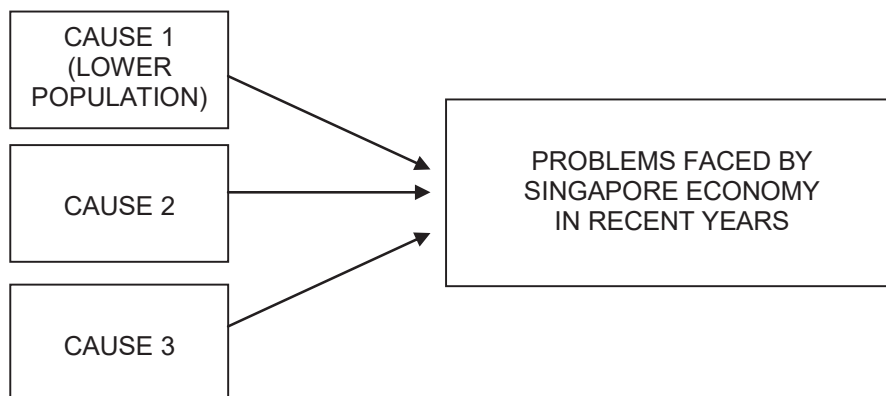 CAUSE 1
(LOWER
POPULATION)
CAUSE 2
CAUSE 3
PROBLEMS FACED BY
SINGAPORE ECONOMY
IN RECENT YEARS